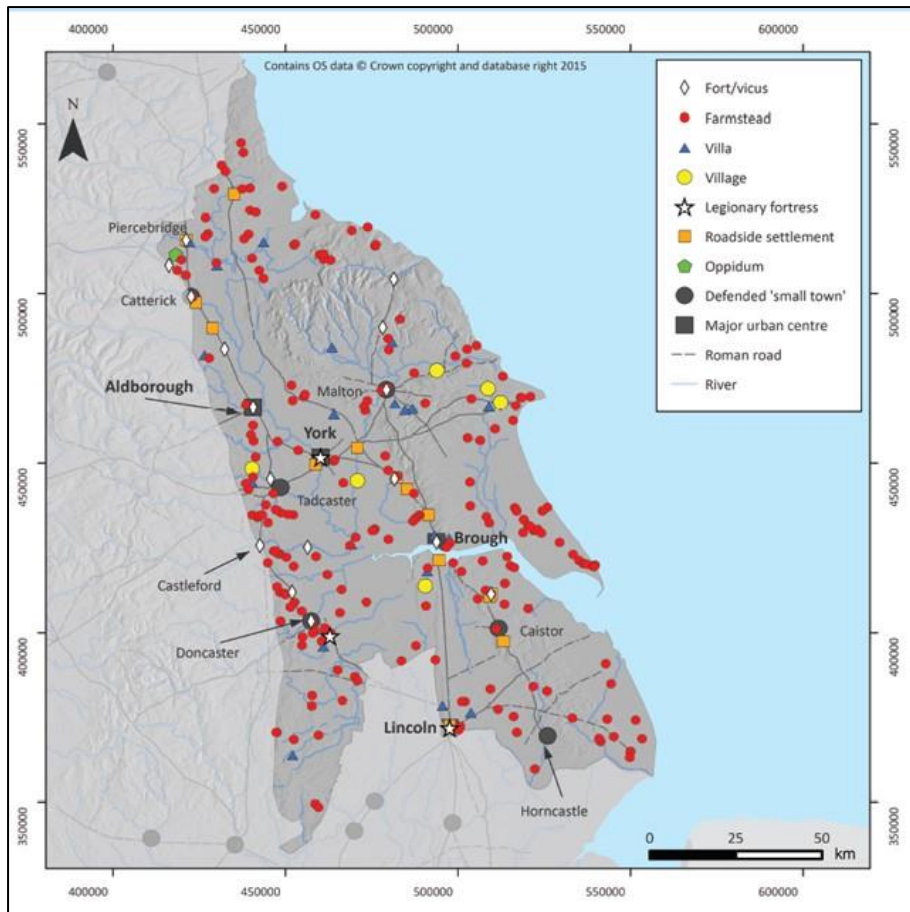 400000 450000 500000 550000 600000
Contains OS data © Crown copyright and database right 2015
N
550000
500000
450000
400000
350000
Fort/vicus
Farmstead
Villa
Village
Legionary fortress
Roadside settlement
Oppidum
Defended 'small town'
Major urban centre
Roman road
River
550000
500000
450000
400000
350000
Piercebridge
Catterick
Aldborough
Malton
York
Tadcaster
Brough
Castleford
Doncaster
Caistor
Lincoln
Horncastle
0 25 50
km
400000 450000 500000 550000 600000